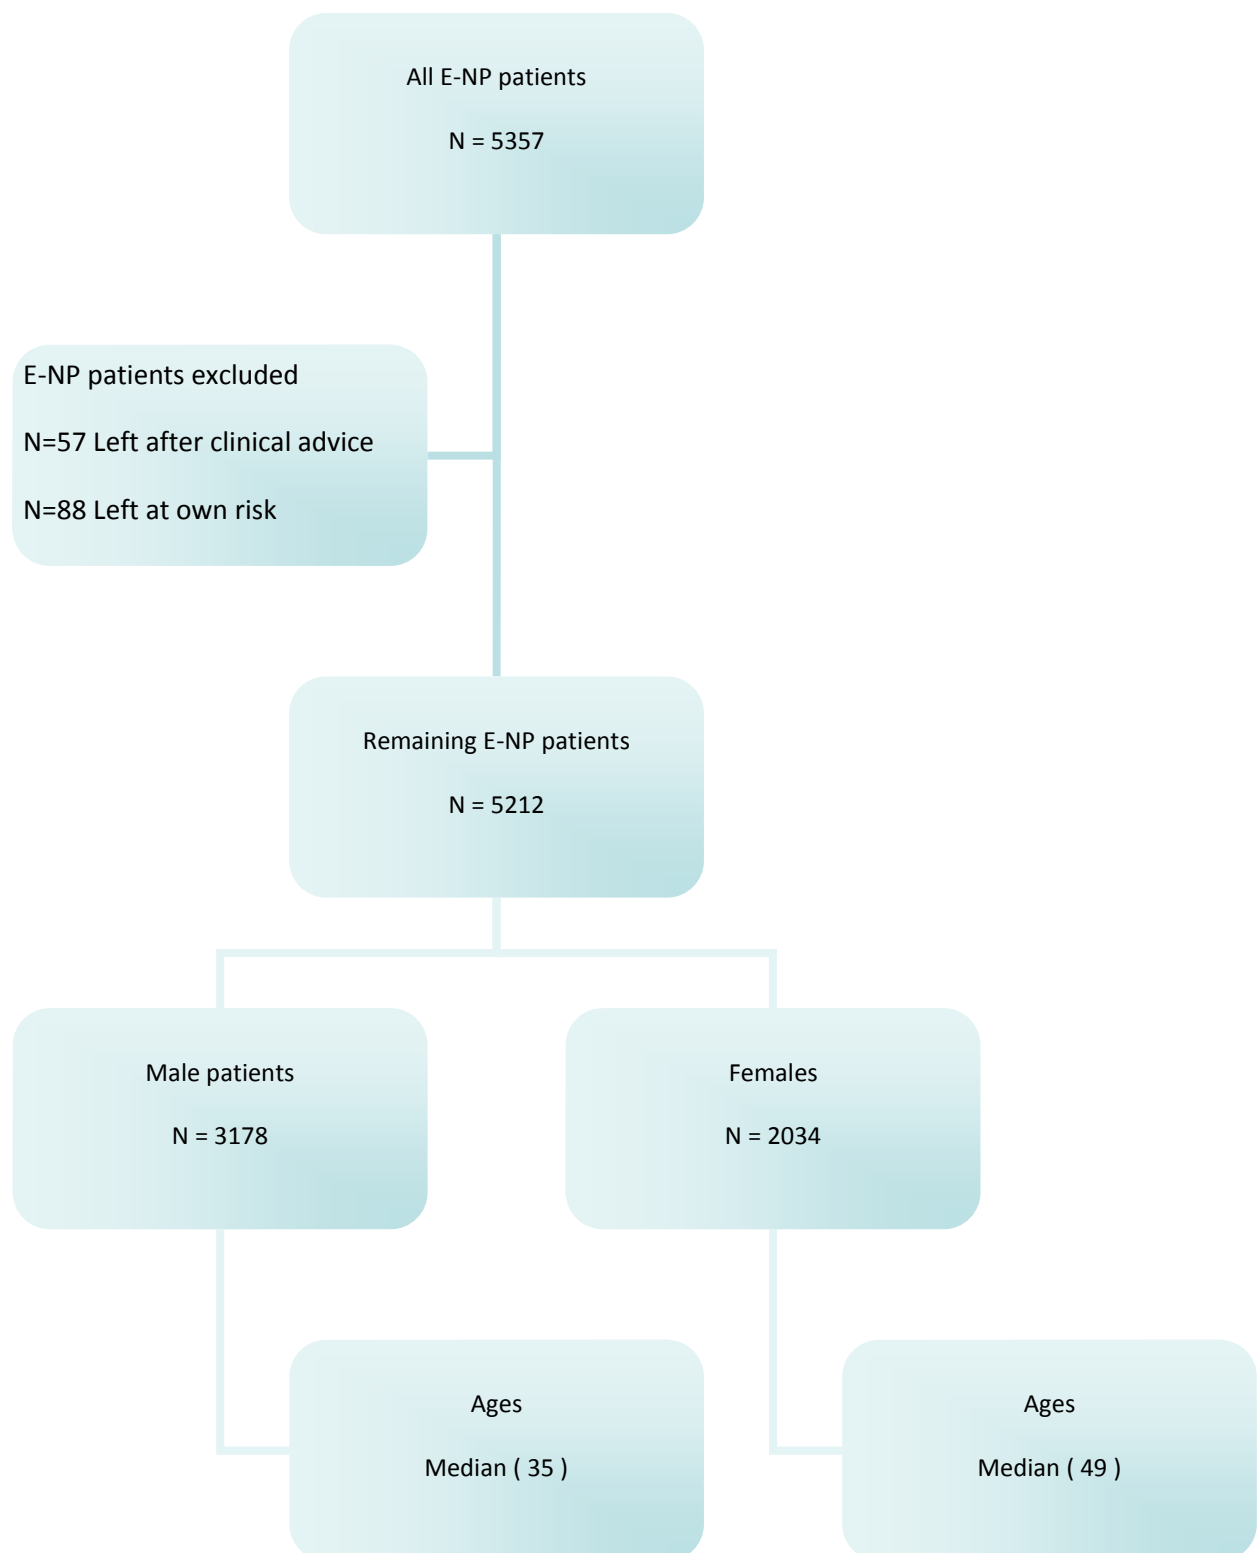 All E-NP patients
N = 5357
E-NP patients excluded
N=57 Left after clinical advice
N=88 Left at own risk
Remaining E-NP patients
N = 5212
Male patients
N = 3178
Females
N = 2034
Ages
Median ( 35 )
Ages
Median ( 49 )